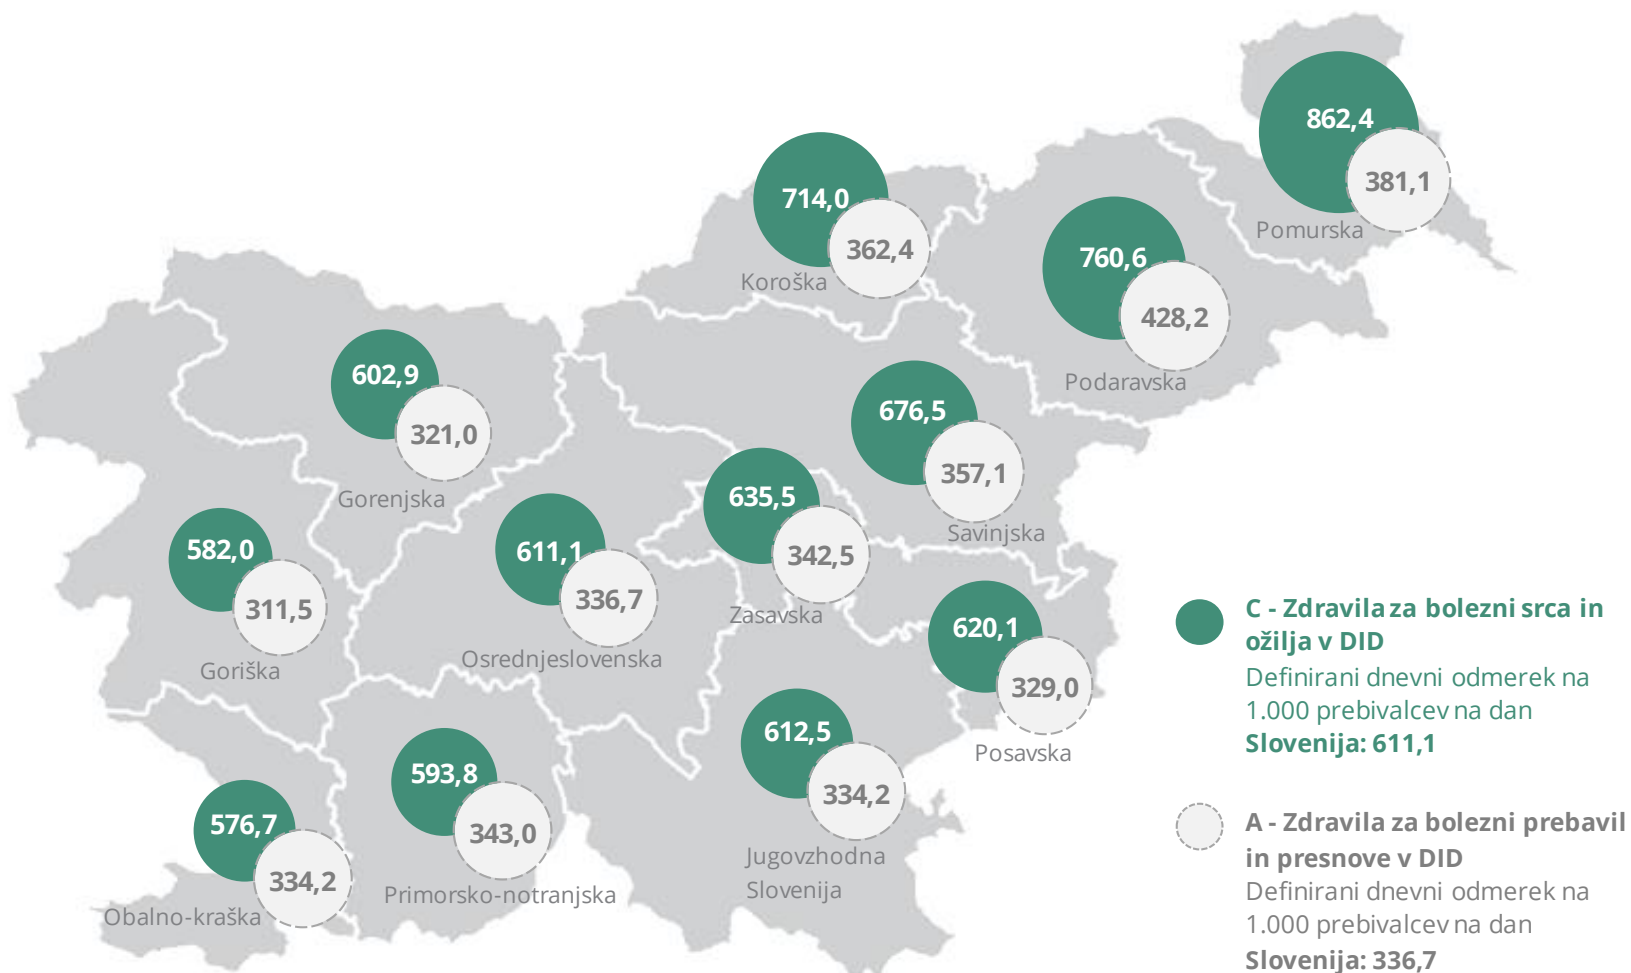 862,4
381,1
Pomurska
714,0
362,4
Koroška
760,6
428,2
Podaravska
602,9
321,0
Gorenjska
676,5
357,1
Savinjska
635,5
342,5
Zasavska
582,0
311,5
Goriška
611,1
336,7
Osrednjeslovenska
620,1
329,0
Posavska
612,5
334,2
Jugovzhodna
Slovenija
593,8
343,0
Primorsko-notranjska
576,7
334,2
Obalno-kraška
C - Zdravila za bolezni srca in
ožilja v DID
Definirani dnevni odmerek na
1.000 prebivalcev na dan
Slovenija: 611,1
A - Zdravila za bolezni prebavil
in presnove v DID
Definirani dnevni odmerek na
1.000 prebivalcev na dan
Slovenija: 336,7